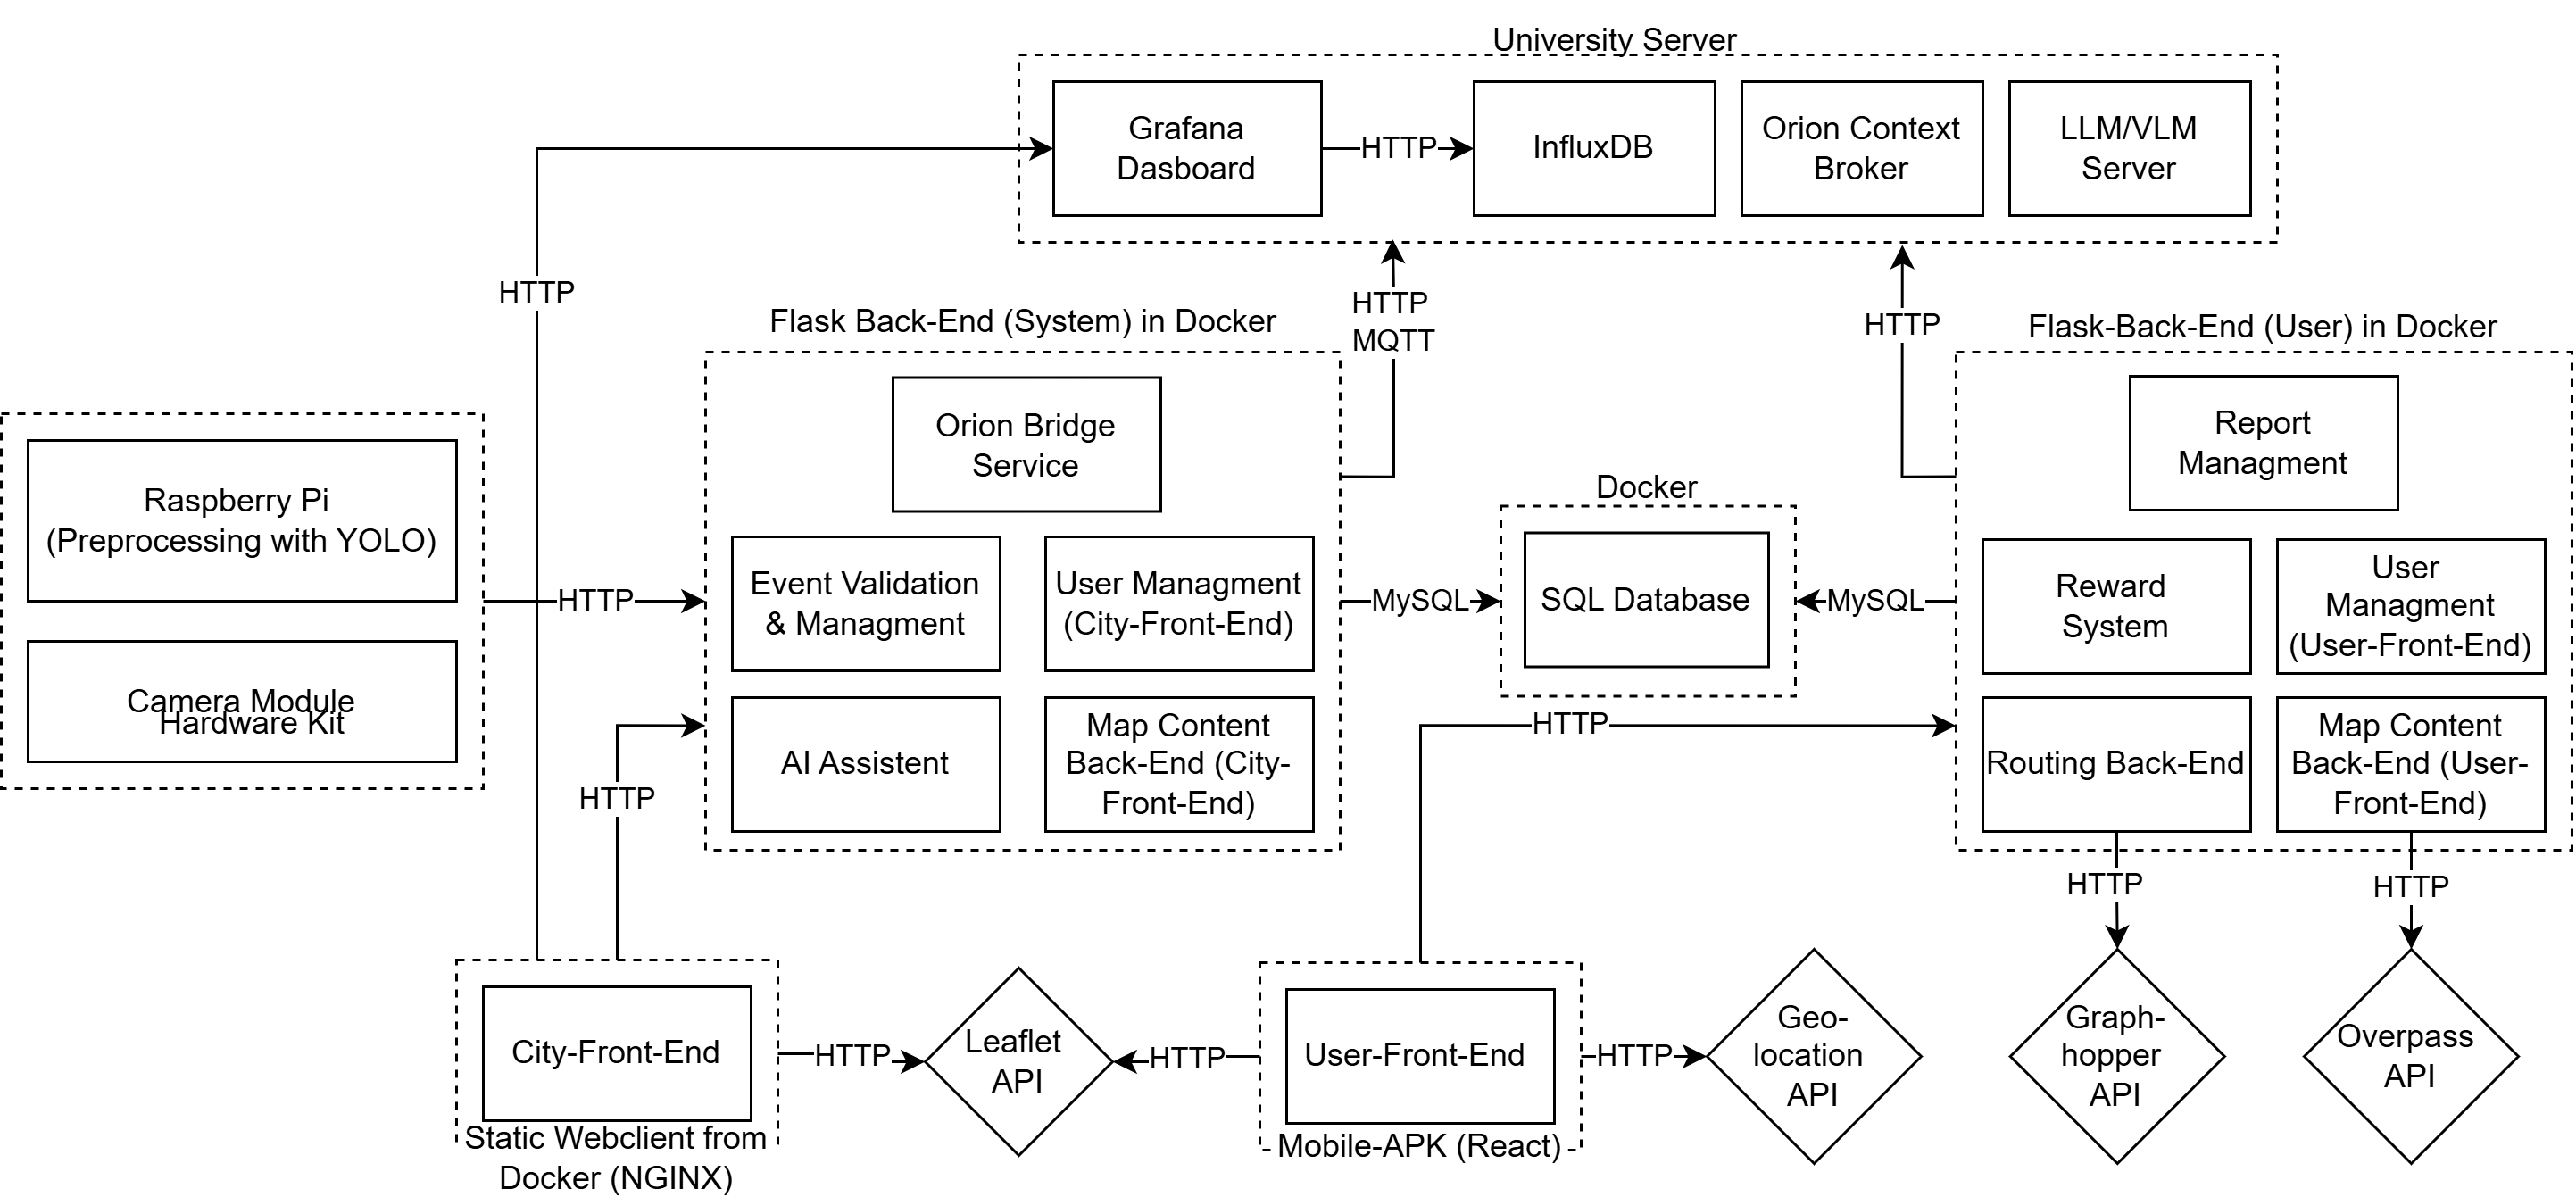 University Server
Grafana
Dasboard
HTTP
InfluxDB
Orion Context
Broker
LLM/VLM
Server
HTTP
HTTP
MQTT
HTTP
Flask Back-End (System) in Docker
Flask-Back-End (User) in Docker
Orion Bridge
Service
Report
Managment
Raspberry Pi
(Preprocessing with YOLO)
Camera Module
Hardware Kit
HTTP
Event Validation
& Managment
User Managment
(City-Front-End)
AI Assistent
Map Content
Back-End (City-
Front-End)
MySQL
Docker
SQL Database
MySQL
Reward
System
User
Managment
(User-Front-End)
Routing Back-End
Map Content
Back-End (User-
Front-End)
HTTP
HTTP
HTTP
HTTP
City-Front-End
Static Webclient from
Docker (NGINX)
HTTP
Leaflet
API
HTTP
User-Front-End
Mobile-APK (React)
HTTP
Geo-
location
API
Graph-
hopper
API
Overpass
API